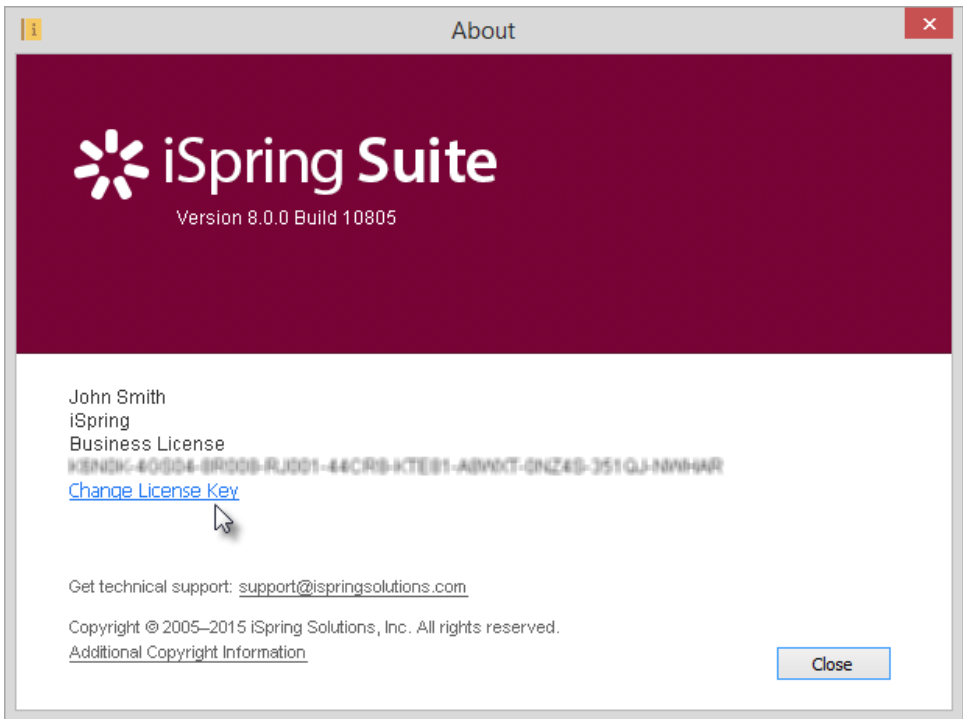 About
iSpring Suite
Version 8.0.0 Build 10805
John Smith
iSpring
Business License
Change License Key
Get technical support: support@ispringsolutions.com
Copyright © 2005–2015 iSpring Solutions, Inc. All rights reserved.
Additional Copyright Information
Close